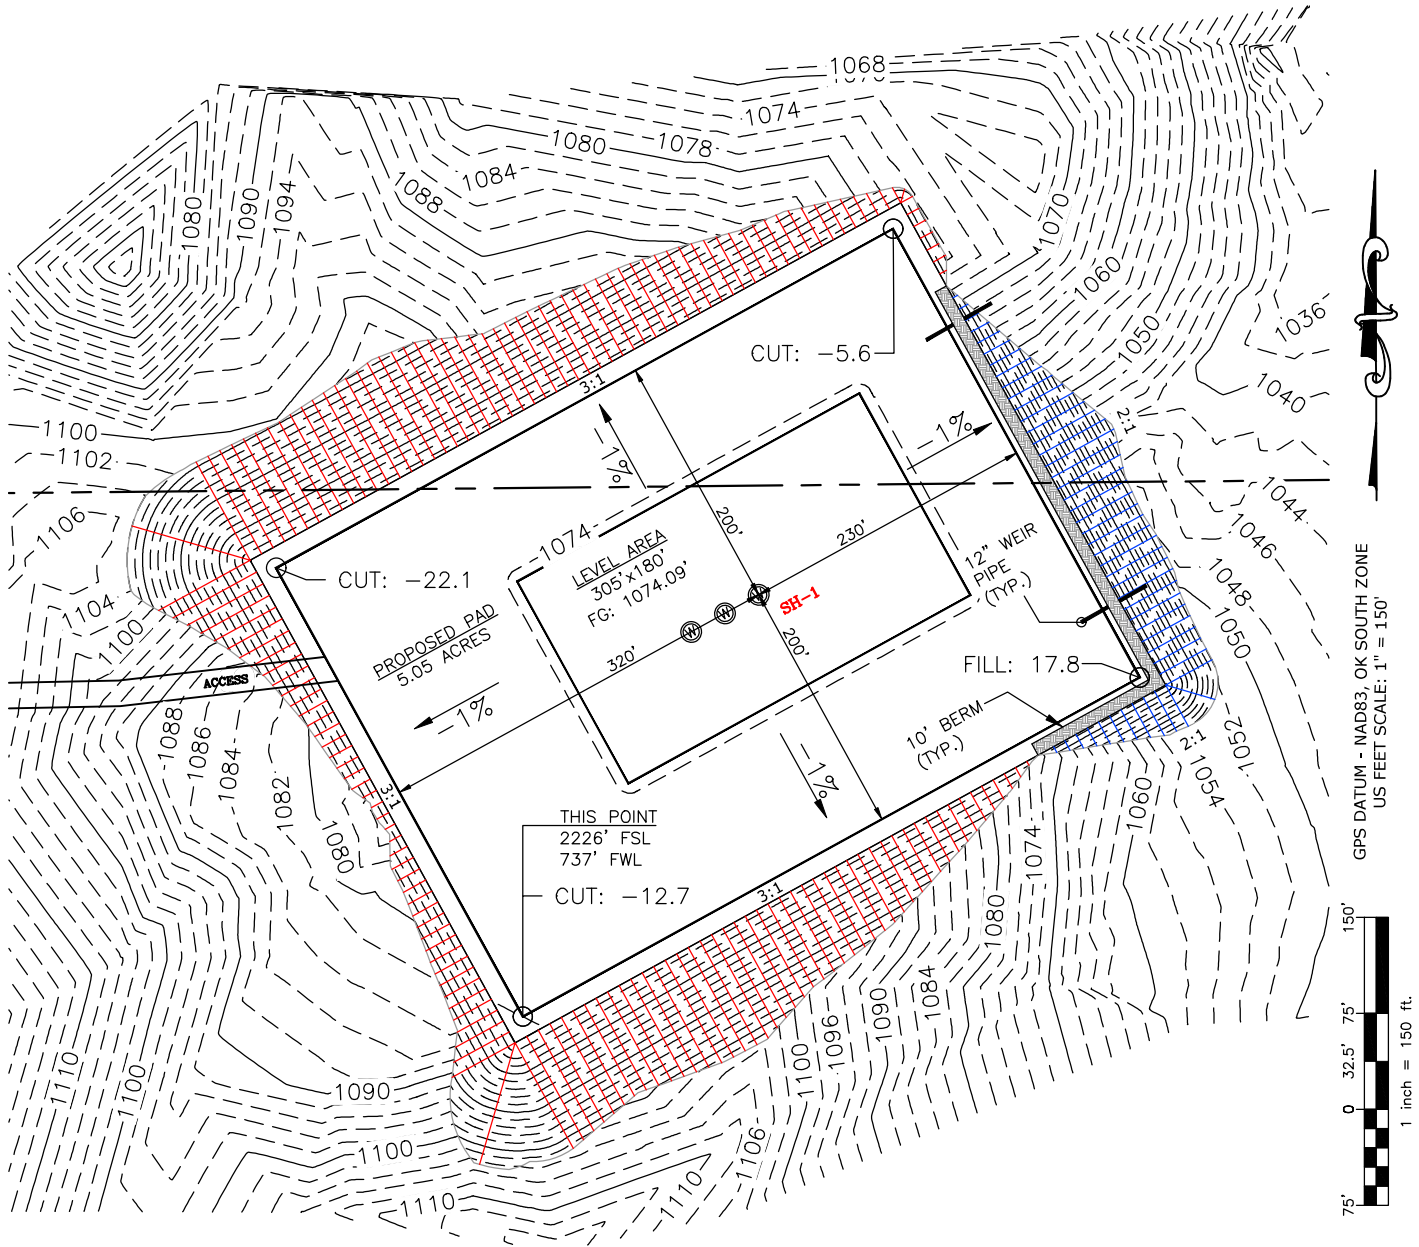 1068
1074
1080
1078
1084
1088
1080
1090
1094
1070
1060
1050
1036
1040
CUT: -5.6
3:1
2:1
-1%
-1%
1100
1102
1106
1104
1100
1074
200'
230'
LEVEL AREA
305'x180'
FG: 1074.09'
CUT: -22.1
SH-1
W
W
W
12" WEIR
PIPE
(TYP.)
1044
1046
1048
1050
1052
1054
PROPOSED PAD
5.05 ACRES
320'
200'
ACCESS
FILL: 17.8
-1%
10' BERM
(TYP.)
2:1
-1%
1088
1086
1084
1082
1080
3:1
THIS POINT
2226' FSL
737' FWL
CUT: -12.7
3:1
1060
1074
1080
1084
1090
1096
1100
1106
1110
1110
1100
1090
1100
1110
GPS DATUM - NAD83, OK SOUTH ZONE
US FEET SCALE: 1" = 150'
150'
75'
32.5'
0
75'
1 inch = 150 ft.